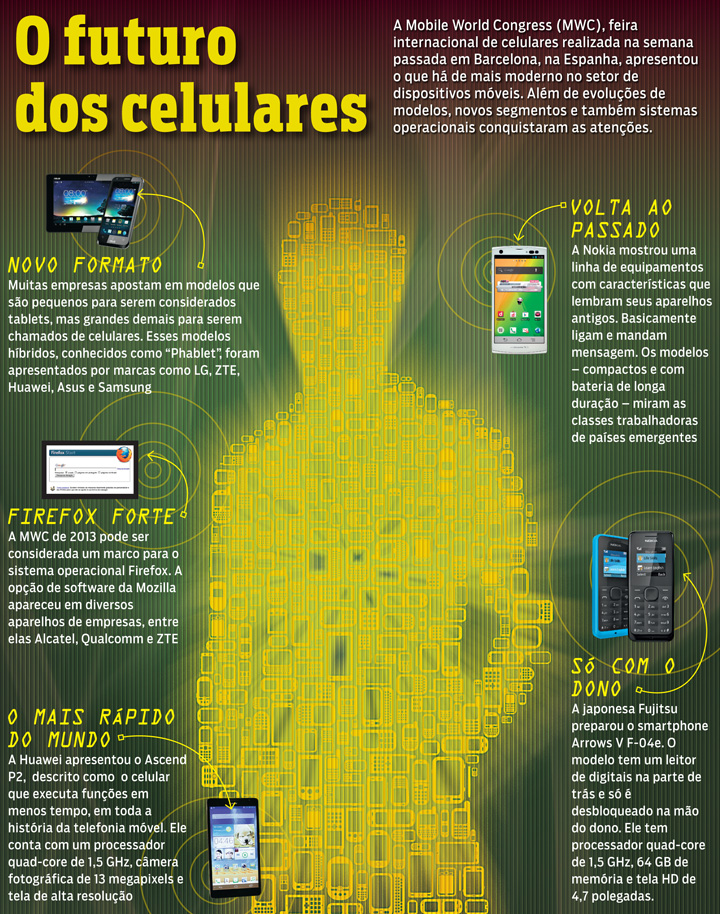 O futuro
dos celulares
A Mobile World Congress (MWC), feira
internacional de celulares realizada na semana
passada em Barcelona, na Espanha, apresentou
o que há de mais moderno no setor de
dispositivos móveis. Além de evoluções de
modelos, novos segmentos e também sistemas
operacionais conquistaram as atenções.
NOVO FORMATO
Muitas empresas apostam em modelos que
são pequenos para serem considerados
tablets, mas grandes demais para serem
chamados de celulares. Esses modelos
híbridos, conhecidos como “Phablet”, foram
apresentados por marcas como LG, ZTE,
Huawei, Asus e Samsung
VOLTA AO
PASSADO
A Nokia mostrou uma
linha de equipamentos
com características que
lembram seus aparelhos
antigos. Basicamente
ligam e mandam
mensagem. Os modelos
– compactos e com
bateria de longa
duração – miram as
classes trabalhadoras
de países emergentes
FIREFOX FORTE
A MWC de 2013 pode ser
considerada um marco para o
sistema operacional Firefox. A
opção de software da Mozilla
apareceu em diversos
aparelhos de empresas, entre
elas Alcatel, Qualcomm e ZTE
SÓ COM O
DONO
A japonesa Fujitsu
preparou o smartphone
Arrows V F-04e. O
modelo tem um leitor
de digitais na parte de
trás e só é
desbloqueado na mão
do dono. Ele tem
processador quad-core
de 1,5 GHz, 64 GB de
memória e tela HD de
4,7 polegadas.
O MAIS RÁPIDO
DO MUNDO
A Huawei apresentou o Ascend
P2, descrito como o celular
que executa funções em
menos tempo, em toda a
história da telefonia móvel. Ele
conta com um processador
quad-core de 1,5 GHz, câmera
fotográfica de 13 megapixels e
tela de alta resolução